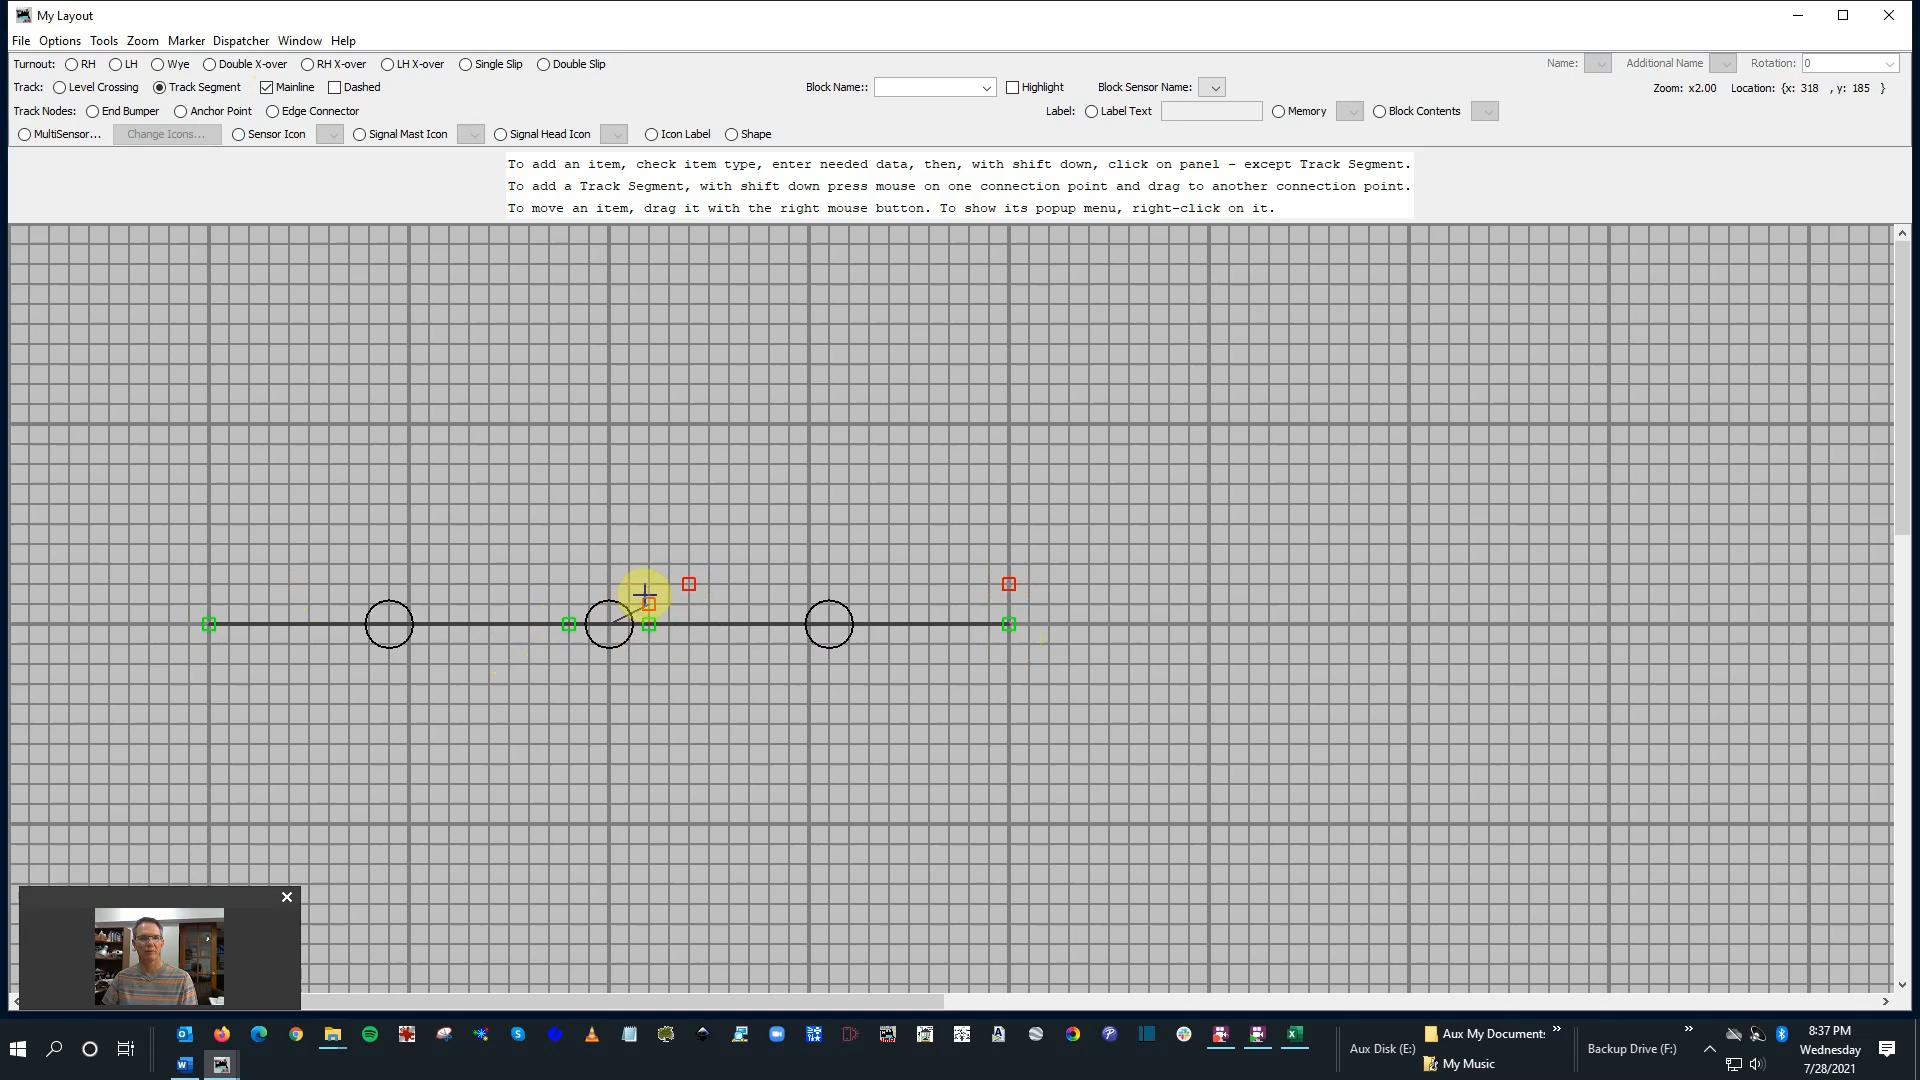 My Layout
File Options Tools Zoom Marker Dispatcher Window Help
Turnout: RH LH Wye Double X-over RH X-over LH X-over Single Slip Double Slip Name: Additional Name Rotation: 0
Track: Level Crossing Track Segment Mainline Dashed Block Name:: Highlight Block Sensor Name: Zoom: x2.00 Location: {x: 318 , y: 185 }
Track Nodes: End Bumper Anchor Point Edge Connector Label: Label Text Memory Block Contents
MultiSensor... Change Icons... Sensor Icon Signal Mast Icon Signal Head Icon Icon Label Shape
To add an item, check item type, enter needed data, then, with shift down, click on panel - except Track Segment.
To add a Track Segment, with shift down press mouse on one connection point and drag to another connection point.
To move an item, drag it with the right mouse button. To show its popup menu, right-click on it.
Aux Disk (E:) Aux My Documents Backup Drive (F:) 8:37 PM
My Music Wednesday
7/28/2021